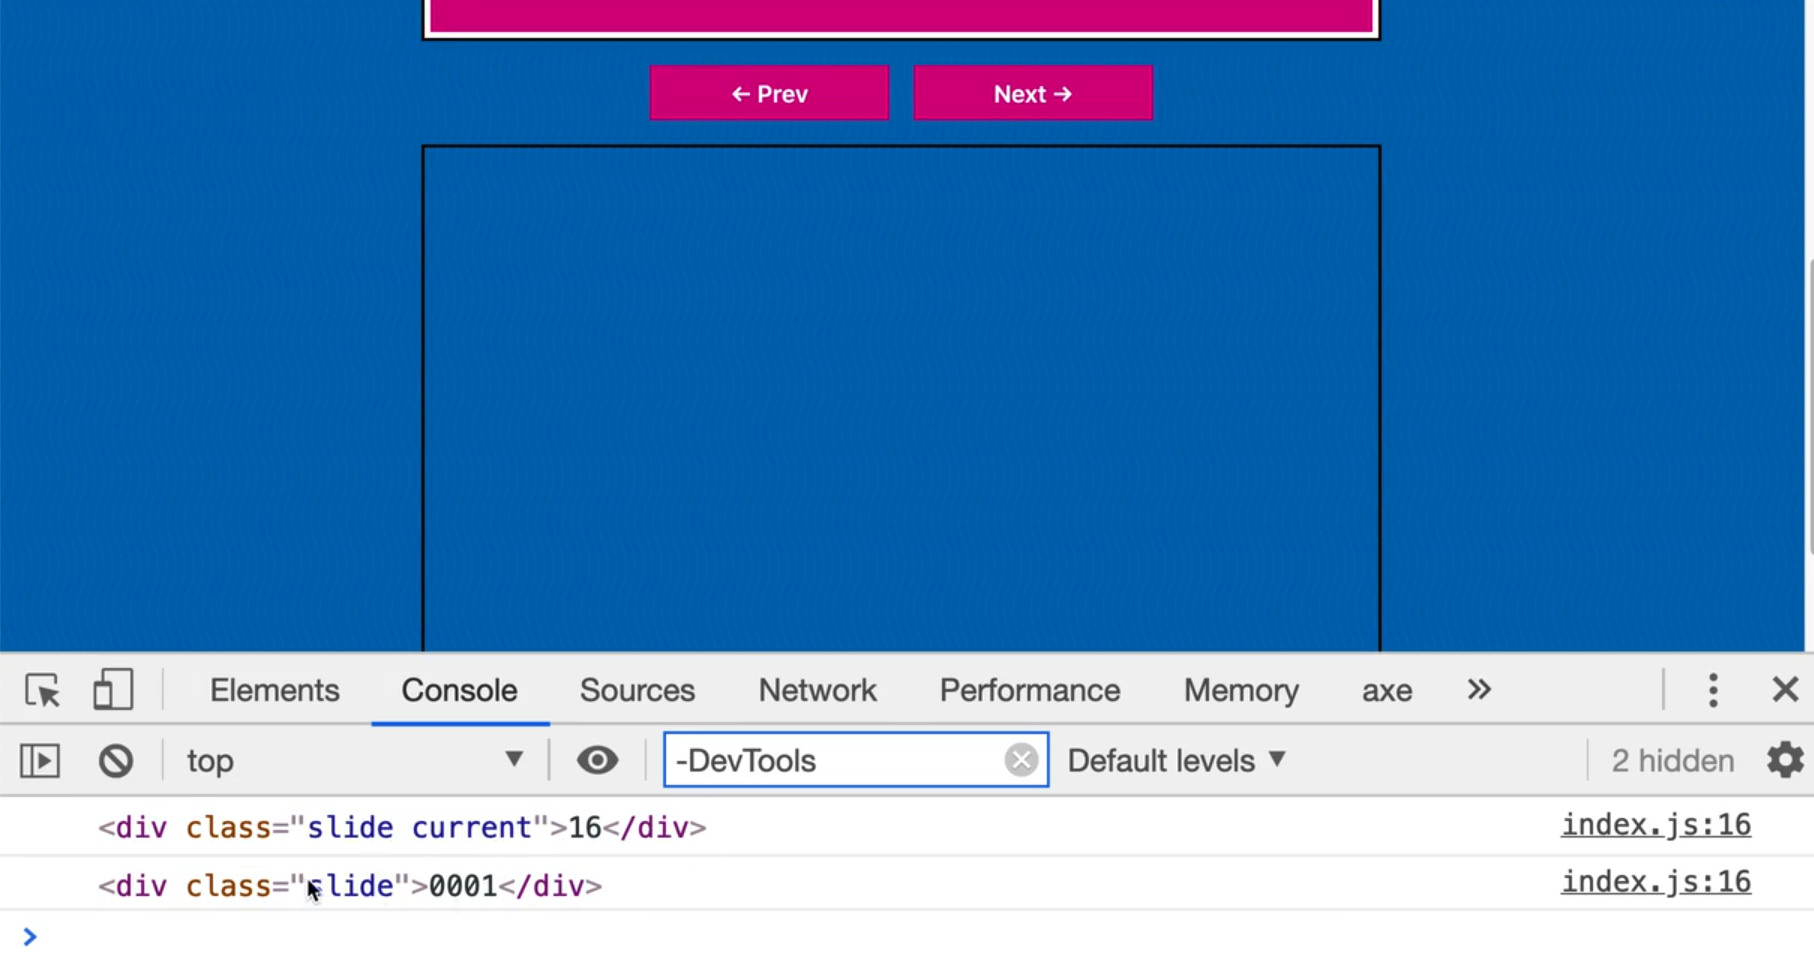 ← Prev
Next →
Elements Console Sources Network Performance Memory axe »
top ▼ -DevTools Default levels ▼ 2 hidden
<div class="slide current">16</div> index.js:16
<div class="slide">0001</div> index.js:16
>